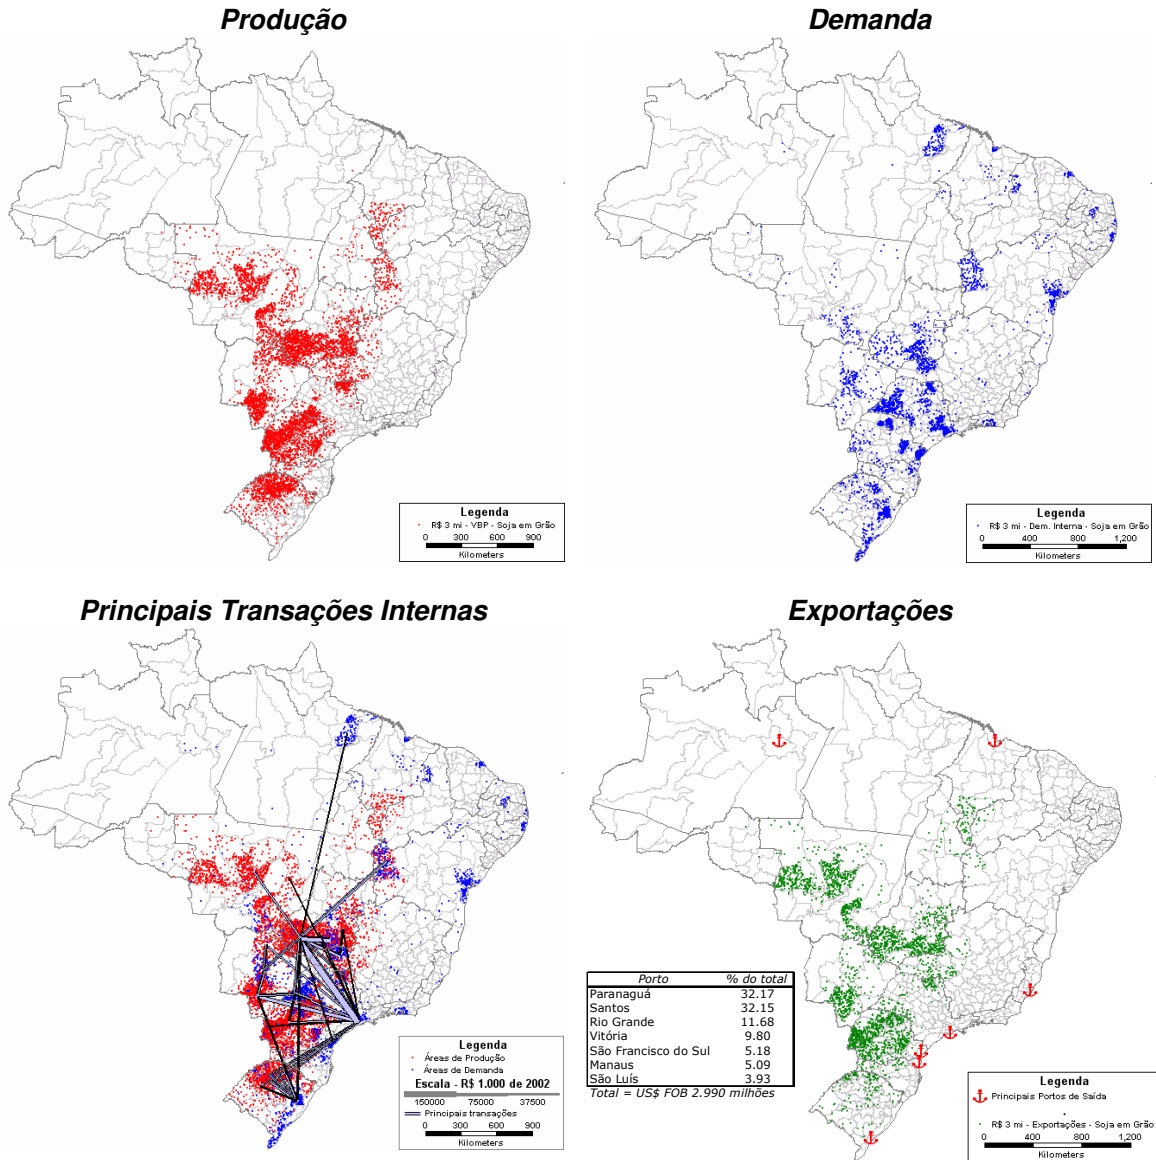 Produção
Demanda
Legenda
R$ 3 mi - VBP - Soja em Grão
0 300 600 900
Kilometers
Legenda
R$ 3 mi - Dem. Interna - Soja em Grão
0 400 800 1,200
Kilometers
Principais Transações Internas
Exportações
Legenda
Áreas de Produção
Áreas de Demanda
Escala - R$ 1.000 de 2002
150000 75000 37500
Principais transações
0 300 600 900
Kilometers
Porto % do total
Paranaguá 32.17
Santos 32.15
Rio Grande 11.68
Vitória 9.80
São Francisco do Sul 5.18
Manaus 5.09
São Luís 3.93
Total = US$ FOB 2.990 milhões
Legenda
Principais Portos de Saída
R$ 3 mi - Exportações - Soja em Grão
0 400 800 1,200
Kilometers